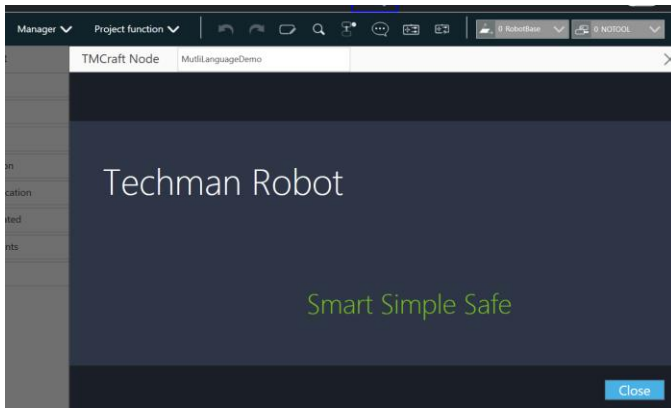 Manager Project function 0 RobotBase 0 NOTOOL
TMCraft Node MutliLanguageDemo
on
cation
ated
nts
Techman Robot
Smart Simple Safe
Close